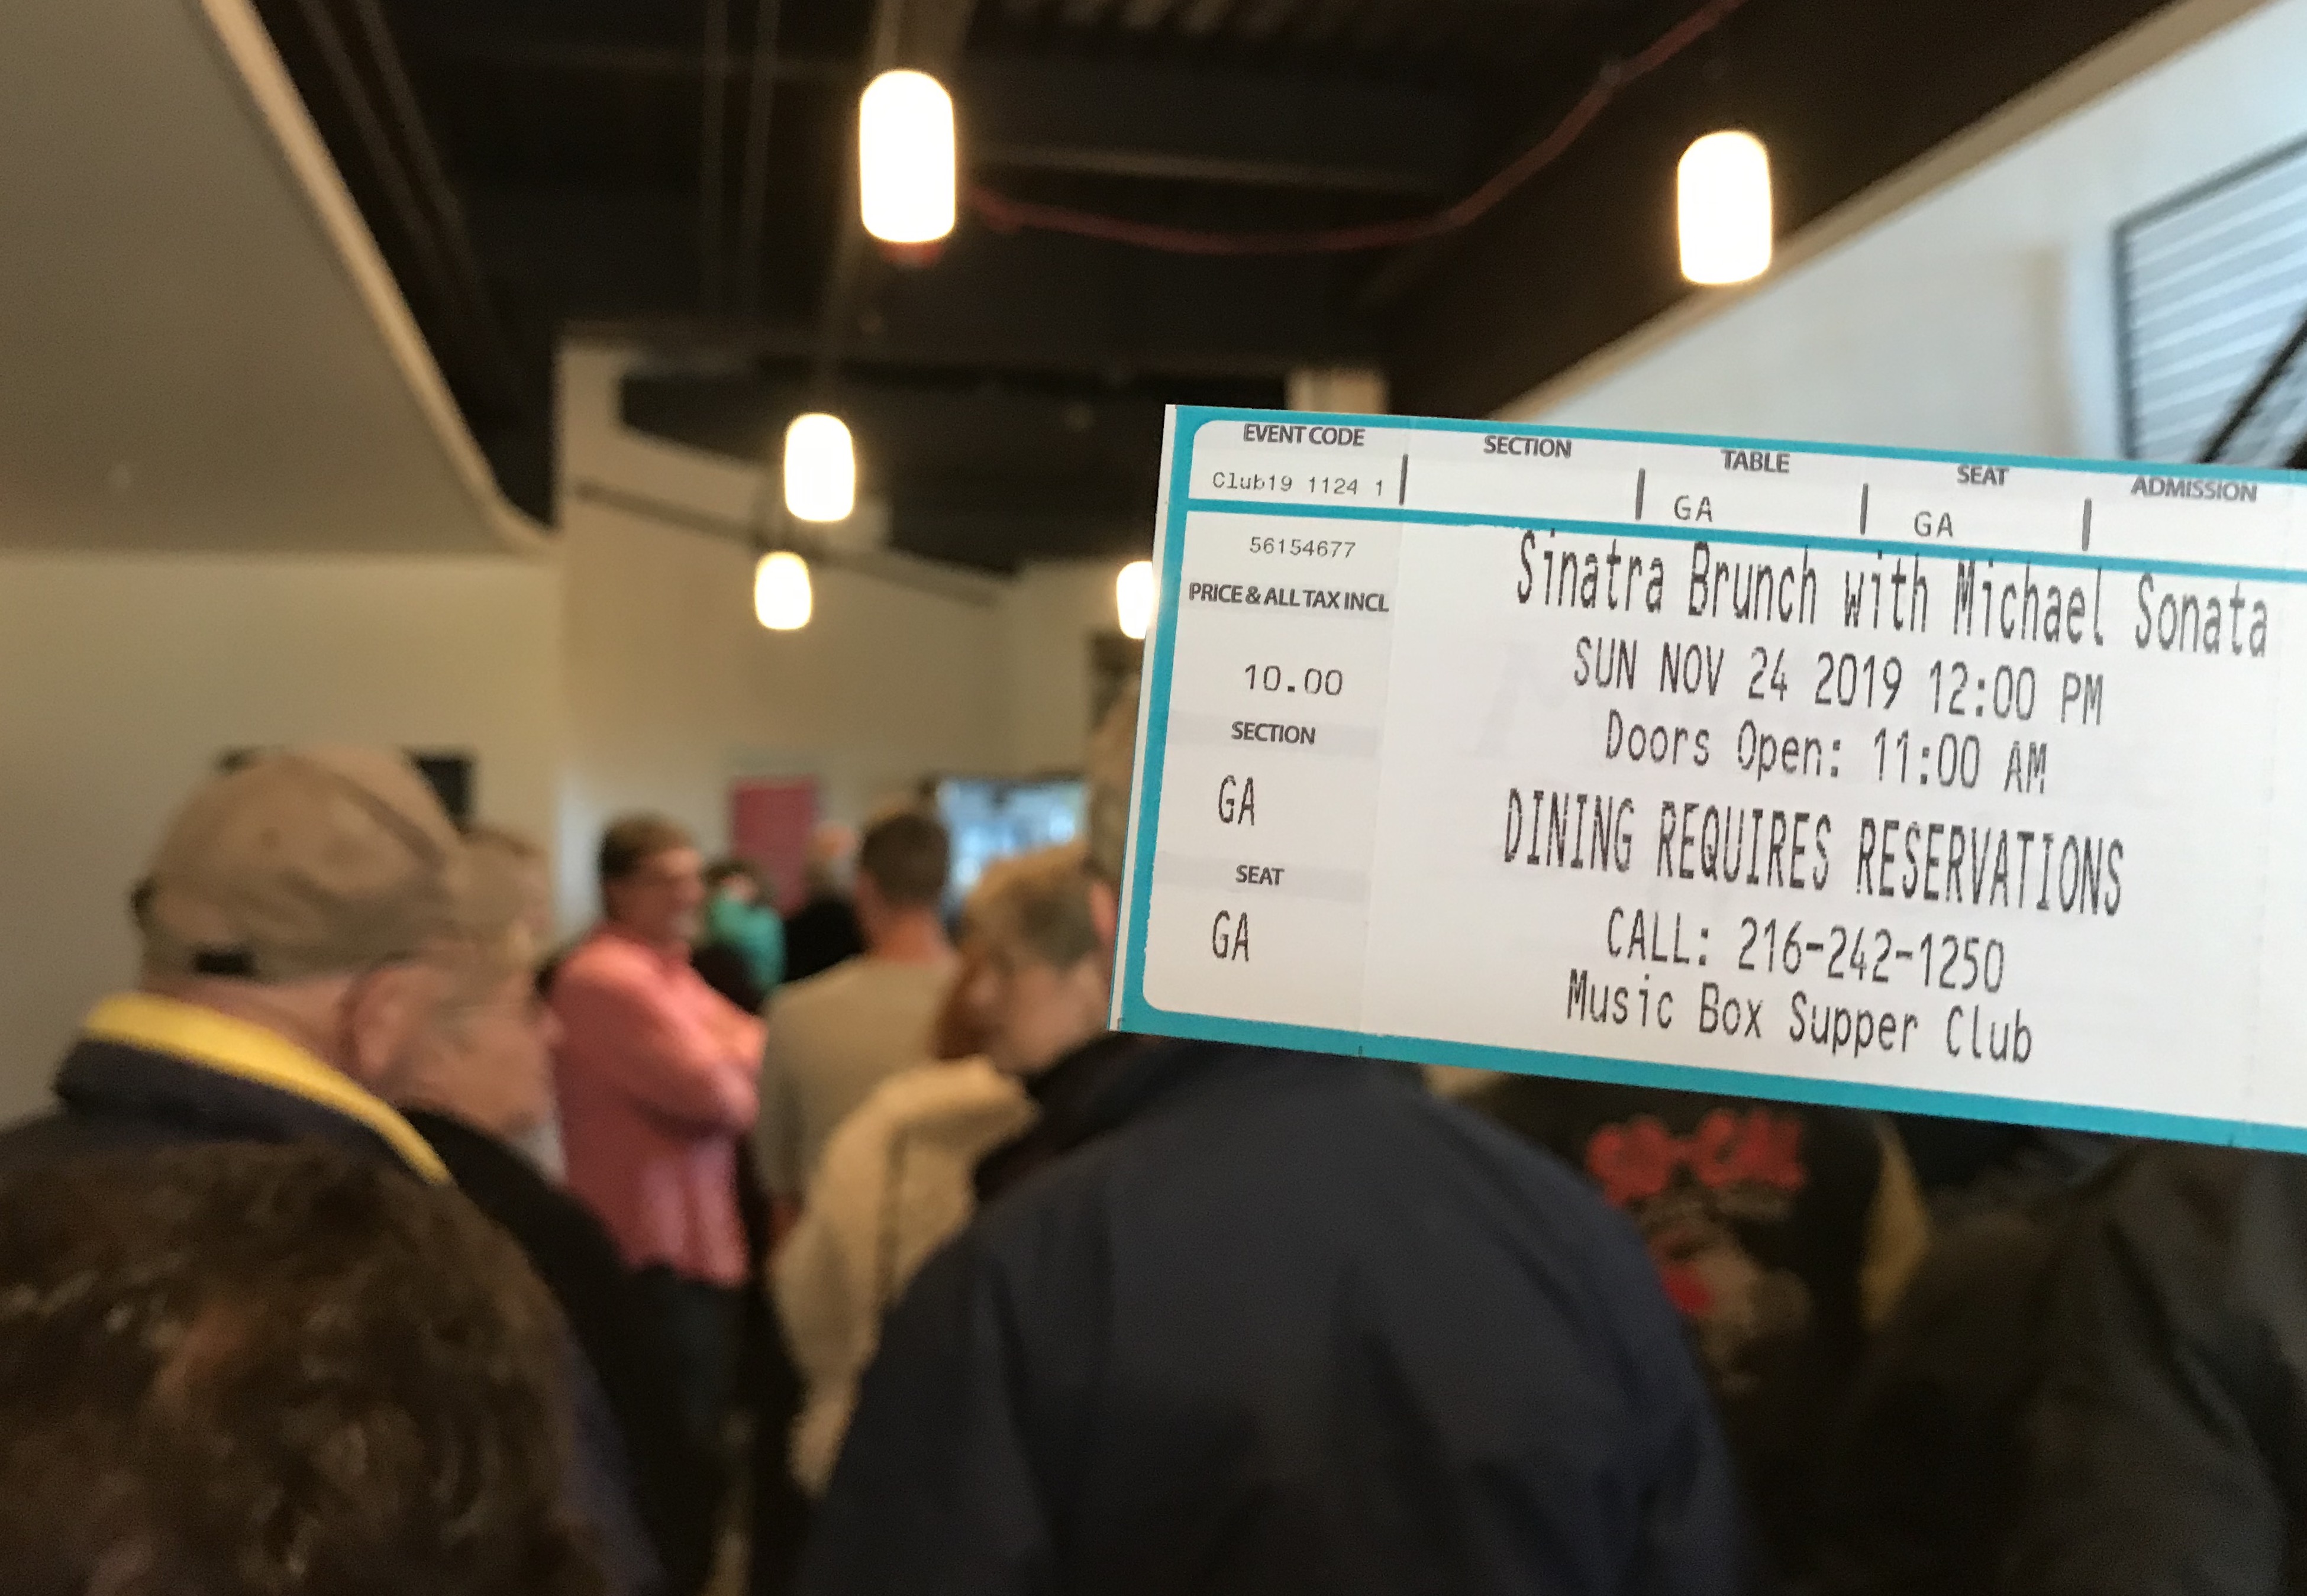 EVENT CODE SECTION TABLE SEAT ADMISSION
Club19 1124 1 GA GA
56154677
PRICE & ALL TAX INCL
10.00
SECTION
GA
SEAT
GA
Sinatra Brunch with Michael Sonata
SUN NOV 24 2019 12:00 PM
Doors Open: 11:00 AM
DINING REQUIRES RESERVATIONS
CALL: 216-242-1250
Music Box Supper Club